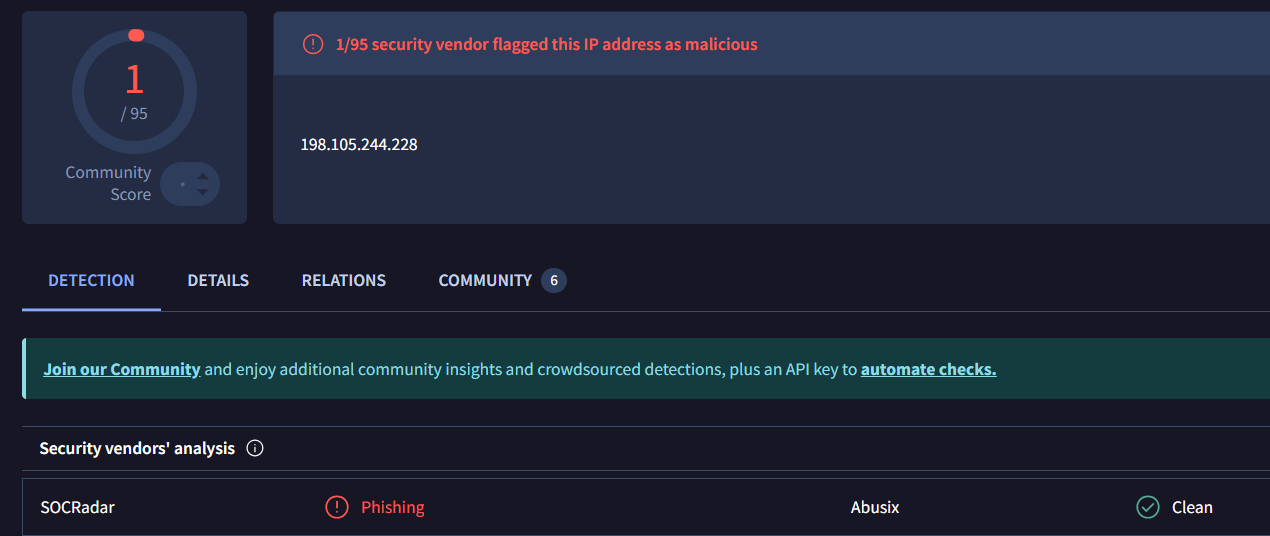 1
/ 95
Community
Score
1/95 security vendor flagged this IP address as malicious
198.105.244.228
DETECTION DETAILS RELATIONS COMMUNITY 6
Join our Community and enjoy additional community insights and crowdsourced detections, plus an API key to automate checks.
Security vendors' analysis
SOCRadar Phishing Abusix Clean